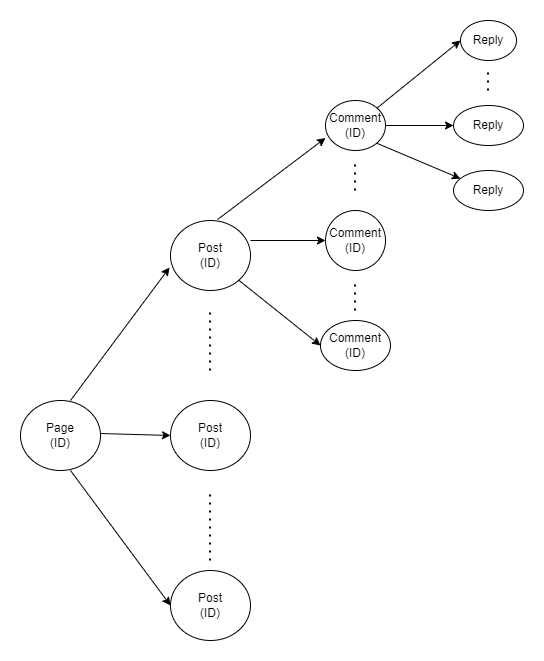 Reply
Comment
(ID)
Reply
Reply
Post
(ID)
Comment
(ID)
Comment
(ID)
Page
(ID)
Post
(ID)
Post
(ID)